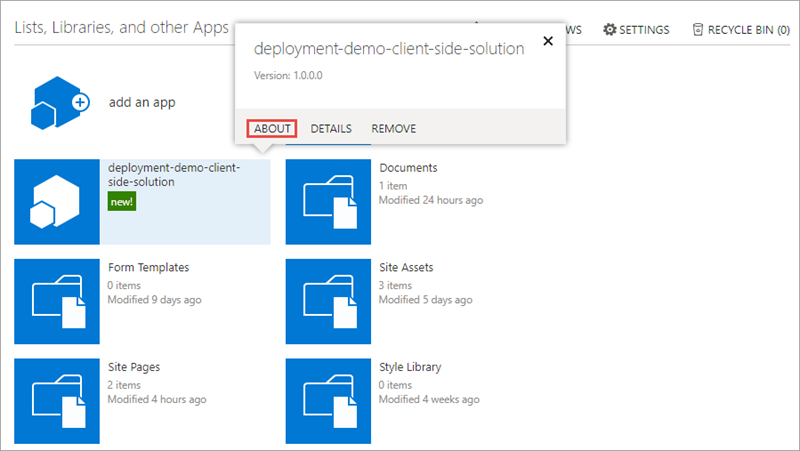 Lists, Libraries, and other Apps
SETTINGS
RECYCLE BIN (0)
deployment-demo-client-side-solution
Version: 1.0.0.0
ABOUT
DETAILS
REMOVE
add an app
deployment-demo-client-
side-solution
new!
Documents
1 item
Modified 24 hours ago
Form Templates
0 items
Modified 9 days ago
Site Assets
3 items
Modified 5 days ago
Site Pages
2 items
Modified 4 hours ago
Style Library
0 items
Modified 4 weeks ago